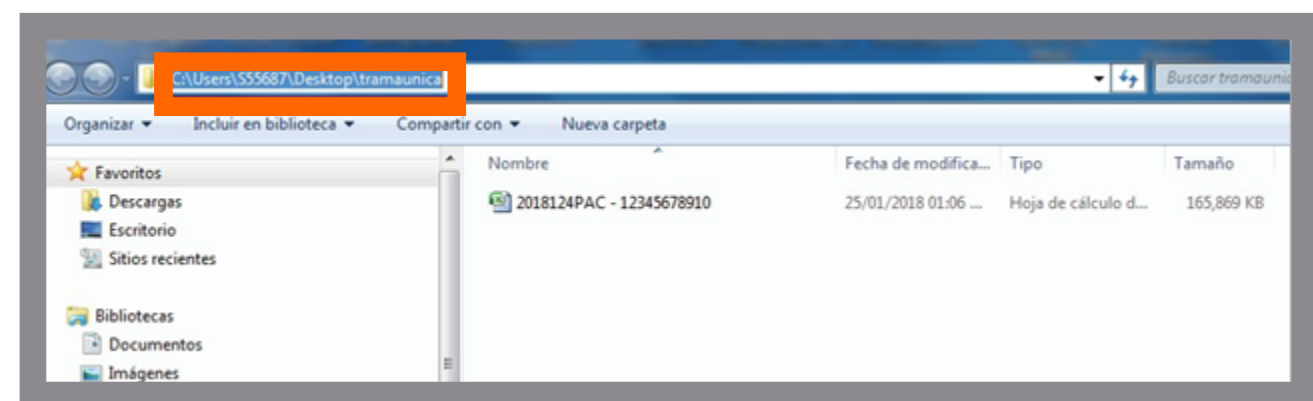 C:\Users\S55687\Desktop\tramaunica
Buscar tramauni
Organizar Incluir en biblioteca Compartir con Nueva carpeta
Favoritos
Descargas
Escritorio
Sitios recientes
Bibliotecas
Documentos
Imágenes
Nombre Fecha de modifica... Tipo Tamaño
2018124PAC - 12345678910 25/01/2018 01:06 ... Hoja de cálculo d... 165,869 KB